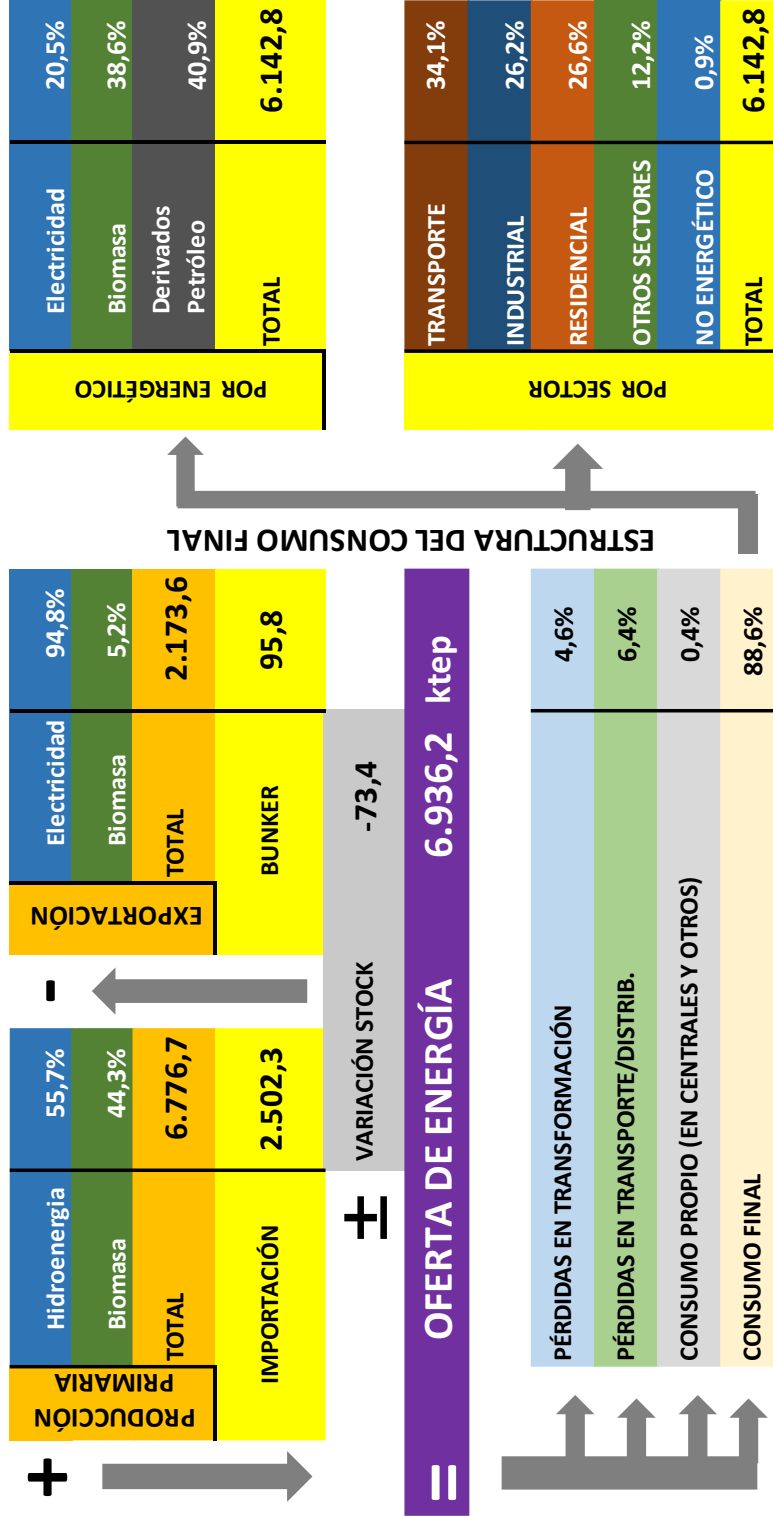 +
PRODUCCIÓN
PRIMARIA
Hidroenergia 55,7%
Biomasa 44,3%
TOTAL 6.776,7
IMPORTACIÓN 2.502,3
-
EXPORTACIÓN
Electricidad 94,8%
Biomasa 5,2%
TOTAL 2.173,6
BUNKER 95,8
±
VARIACIÓN STOCK -73,4
= OFERTA DE ENERGÍA 6.936,2 ktep
PÉRDIDAS EN TRANSFORMACIÓN 4,6%
PÉRDIDAS EN TRANSPORTE/DISTRIB. 6,4%
CONSUMO PROPIO (EN CENTRALES Y OTROS) 0,4%
CONSUMO FINAL 88,6%
ESTRUCTURA DEL CONSUMO FINAL
POR ENERGÉTICO
Electricidad 20,5%
Biomasa 38,6%
Derivados
Petróleo 40,9%
TOTAL 6.142,8
POR SECTOR
TRANSPORTE 34,1%
INDUSTRIAL 26,2%
RESIDENCIAL 26,6%
OTROS SECTORES 12,2%
NO ENERGÉTICO 0,9%
TOTAL 6.142,8